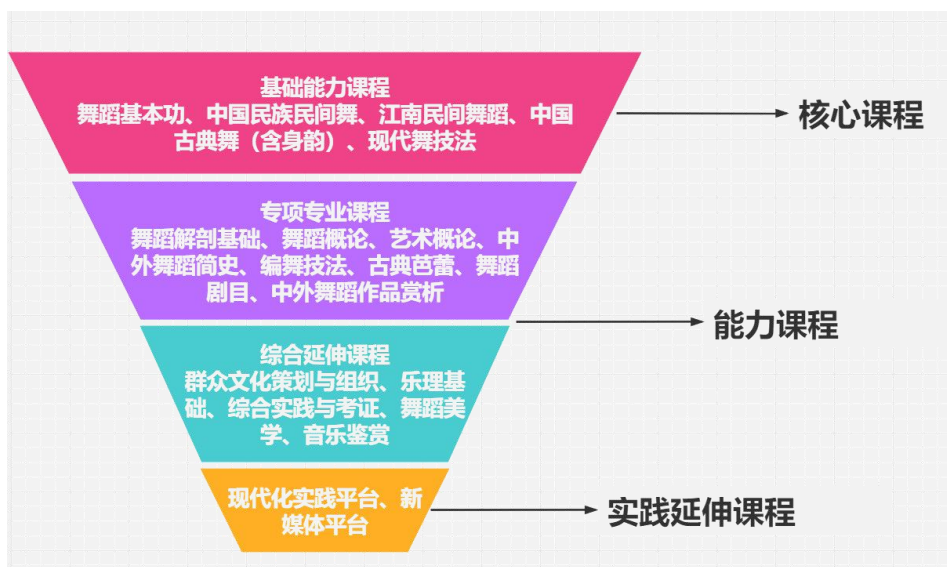 基础能力课程
舞蹈基本功、中国民族民间舞、江南民间舞蹈、中国
古典舞（含身韵）、现代舞技法
核心课程
专项专业课程
舞蹈解剖基础、舞蹈概论、艺术概论、中
外舞蹈简史、编舞技法、古典芭蕾、舞蹈
剧目、中外舞蹈作品赏析
能力课程
综合延伸课程
群众文化策划与组织、乐理基
础、综合实践与考证、舞蹈美
学、音乐鉴赏
现代化实践平台、新
媒体平台
实践延伸课程